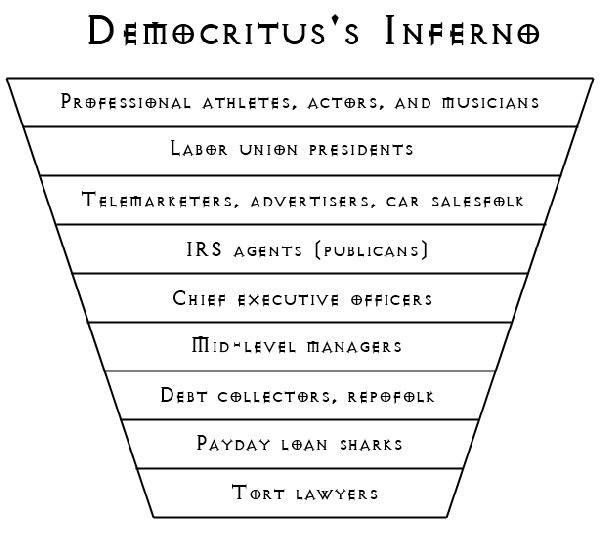 Democritus's Inferno
Professional athletes, actors, and musicians
Labor union presidents
Telemarketers, advertisers, car salesfolk
IRS agents (publicans)
Chief executive officers
Mid-level managers
Debt collectors, repofolk
Payday loan sharks
Tort lawyers